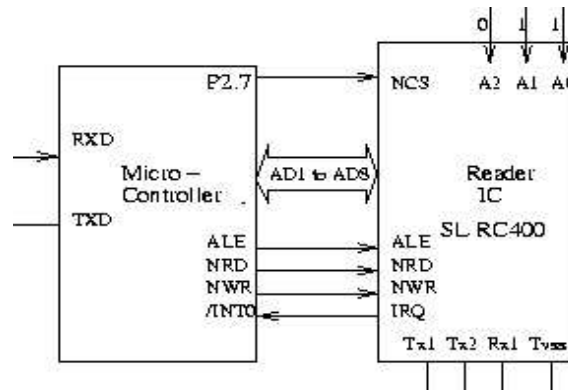 0 1 1
P2.7
NCS A2 A1
RXD
Micro-
Controller
AD1 to AD8
Reader
IC
SL RC400
TXD
ALE ALE
NRD NRD
NWR NWR
/INT0 IRQ
Tx1 Tx2 Rx1 Tvss